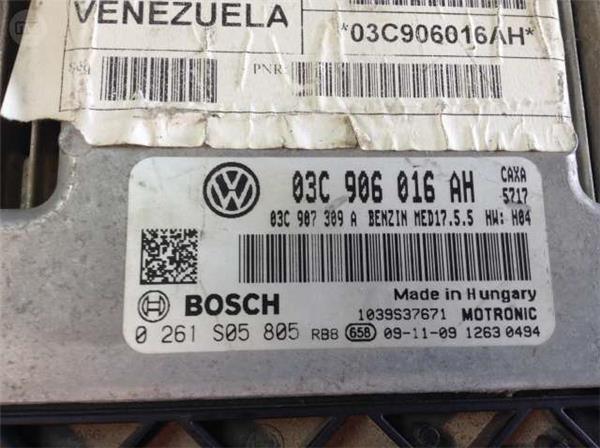 VENEZUELA
*03C906016AH*
PNR
03C 906 016 AH CAXA
5717
03C 907 309 A BENZIN MED17.5.5 HW: H04
BOSCH
Made in Hungary
1039S37671 MOTRONIC
0 261 S05 805 RB8 658 09-11-09 1263 0494